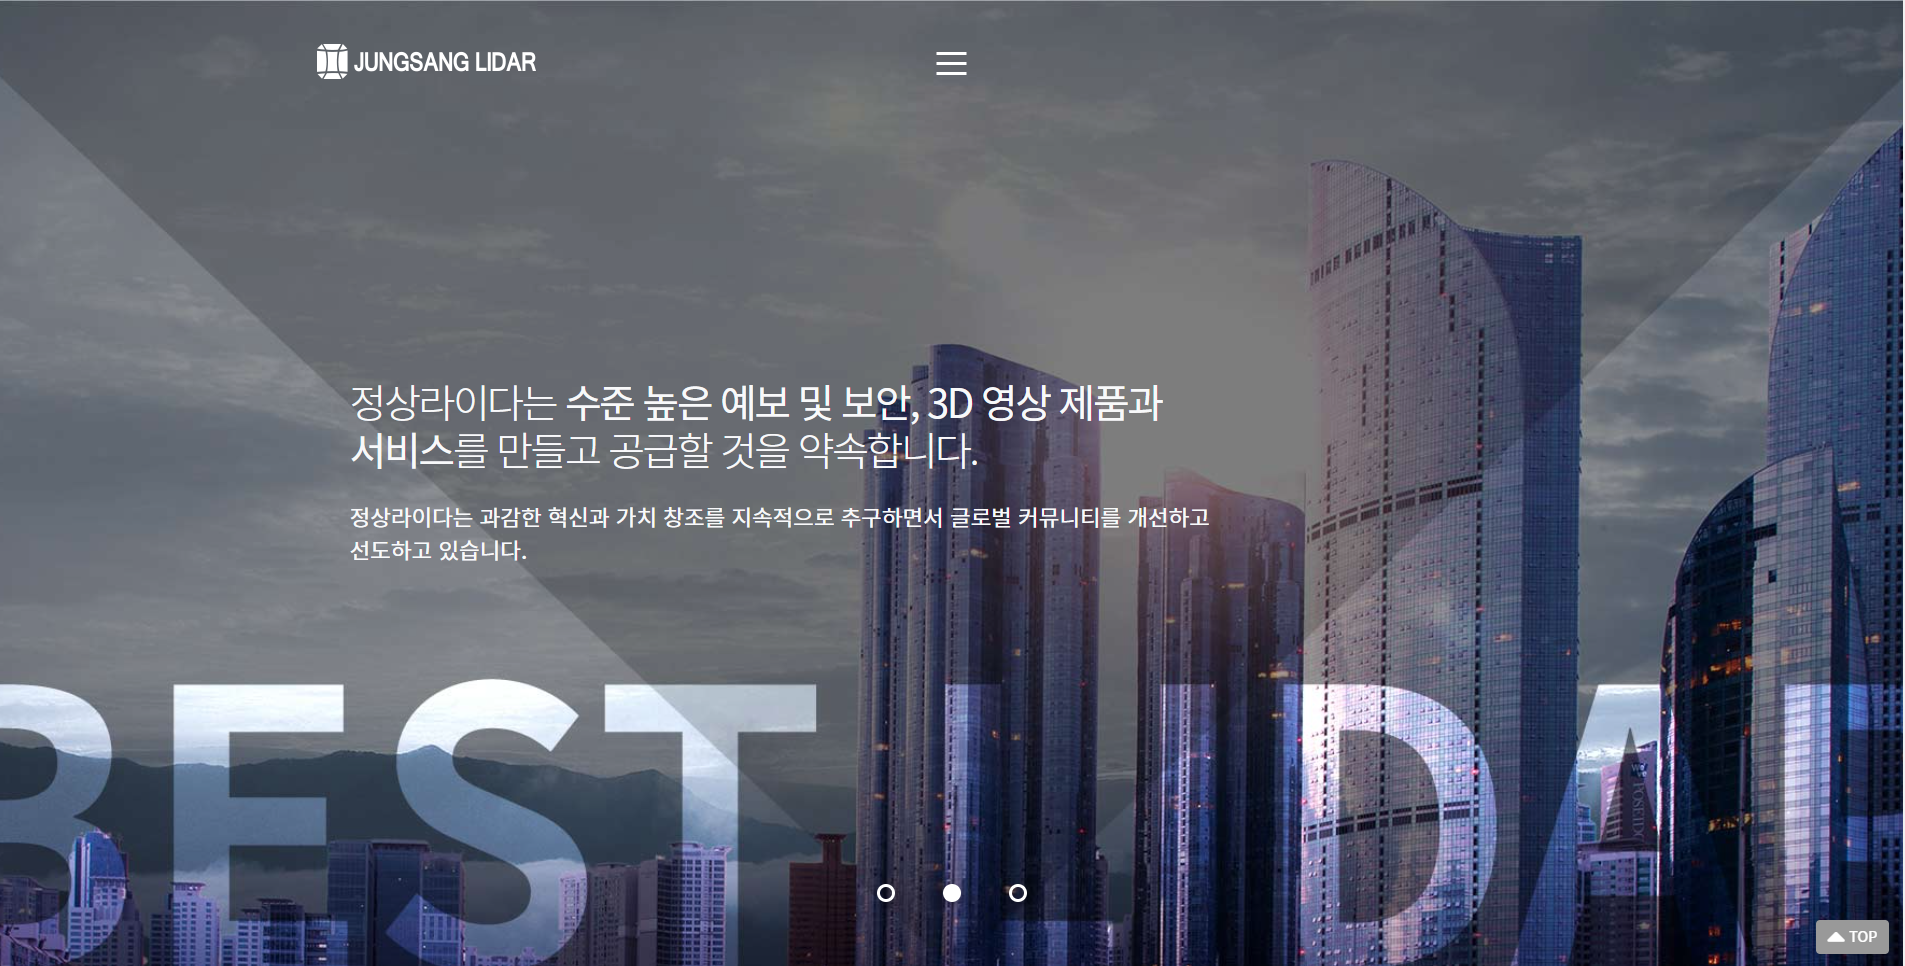 JUNGSANG LIDAR
정상라이다는 수준 높은 예보 및 보안, 3D 영상 제품과
서비스를 만들고 공급할 것을 약속합니다.
정상라이다는 과감한 혁신과 가치 창조를 지속적으로 추구하면서 글로벌 커뮤니티를 개선하고
선도하고 있습니다.
BEST LIDAR
TOP